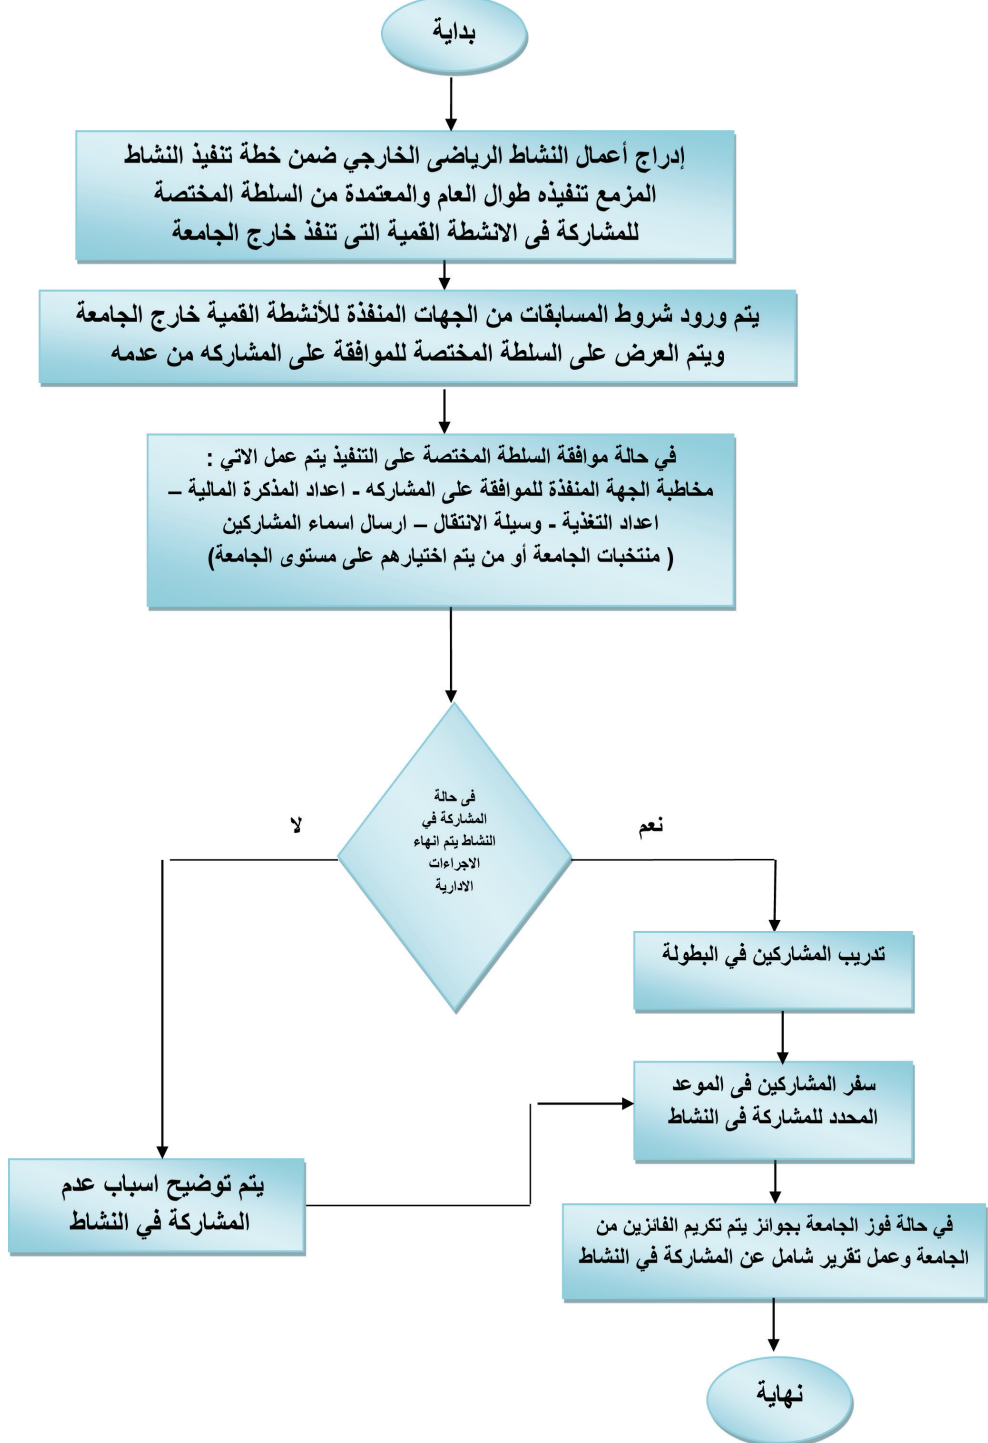 بداية
إدراج أعمال النشاط الرياضى الخارجي ضمن خطة تنفيذ النشاط
المزمع تنفيذه طوال العام والمعتمدة من السلطة المختصة
للمشاركة فى الانشطة القمية التى تنفذ خارج الجامعة
يتم ورود شروط المسابقات من الجهات المنفذة للأنشطة القمية خارج الجامعة
ويتم العرض على السلطة المختصة للموافقة على المشاركه من عدمه
في حالة موافقة السلطة المختصة على التنفيذ يتم عمل الاتي :
مخاطبة الجهة المنفذة للموافقة على المشاركه - اعداد المذكرة المالية –
اعداد التغذية - وسيلة الانتقال – ارسال اسماء المشاركين
( منتخبات الجامعة أو من يتم اختيارهم على مستوى الجامعة)
فى حالة
المشاركة في
النشاط يتم انهاء
الاجراءات
الادارية
نعم
لا
تدريب المشاركين في البطولة
سفر المشاركين فى الموعد
المحدد للمشاركة فى النشاط
يتم توضيح اسباب عدم
المشاركة في النشاط
في حالة فوز الجامعة بجوائز يتم تكريم الفائزين من
الجامعة وعمل تقرير شامل عن المشاركة في النشاط
نهاية